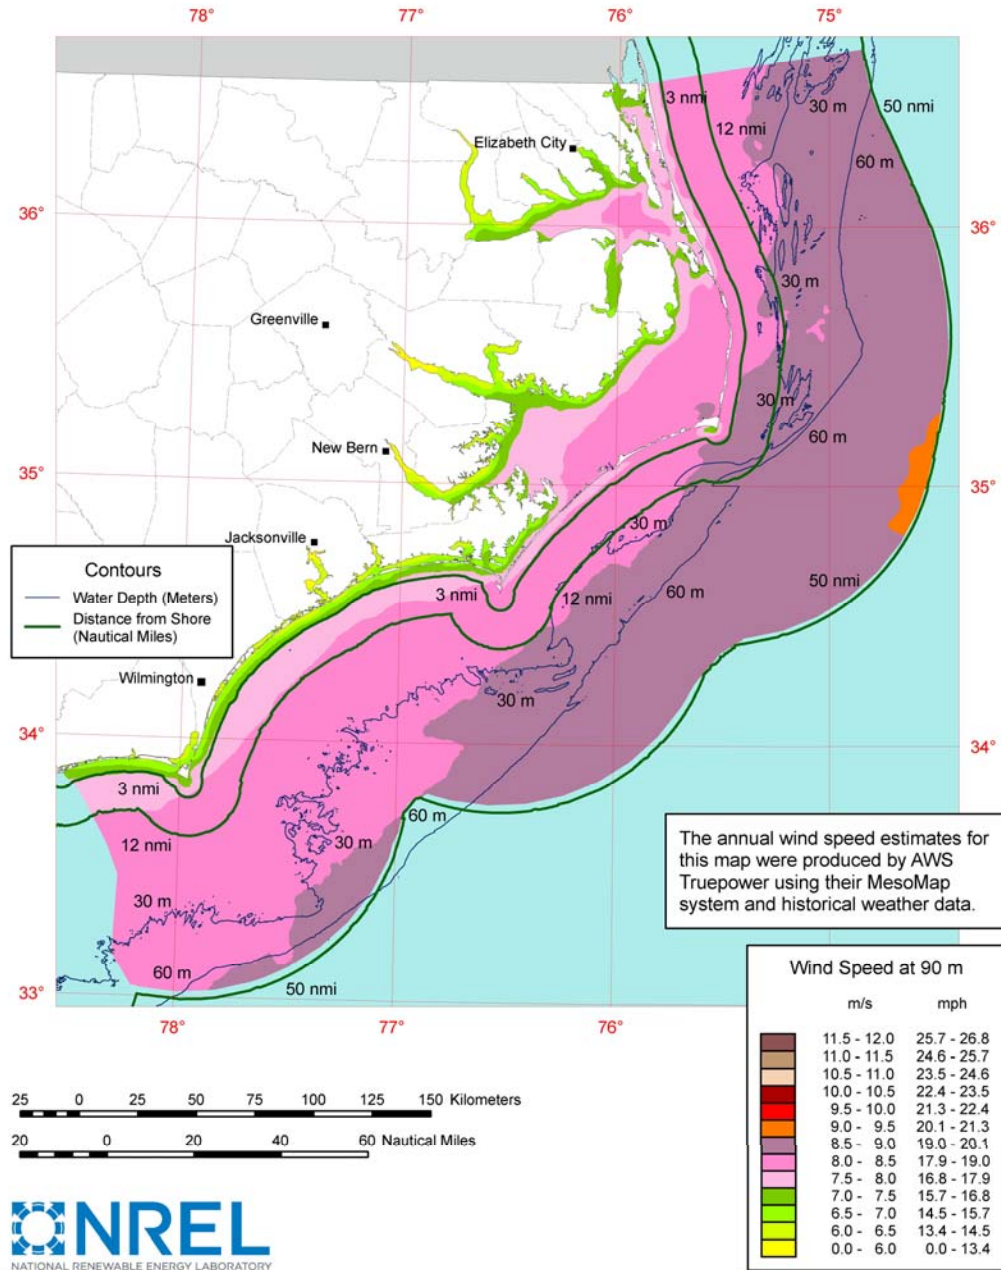 78°
77°
76°
75°
3 nmi
30 m
50 nmi
12 nmi
Elizabeth City
60 m
36°
36°
30 m
Greenville
30 m
60 m
New Bern
35°
35°
30 m
Jacksonville
50 nmi
3 nmi
12 nmi
60 m
Contours
Water Depth (Meters)
Distance from Shore
(Nautical Miles)
Wilmington
30 m
34°
34°
3 nmi
60 m
12 nmi
30 m
The annual wind speed estimates for
this map were produced by AWS
Truepower using their MesoMap
system and historical weather data.
30 m
60 m
50 nmi
33°
78°
77°
76°
Wind Speed at 90 m
m/s mph
11.5 - 12.0 25.7 - 26.8
11.0 - 11.5 24.6 - 25.7
10.5 - 11.0 23.5 - 24.6
10.0 - 10.5 22.4 - 23.5
9.5 - 10.0 21.3 - 22.4
9.0 - 9.5 20.1 - 21.3
8.5 - 9.0 19.0 - 20.1
8.0 - 8.5 17.9 - 19.0
7.5 - 8.0 16.8 - 17.9
7.0 - 7.5 15.7 - 16.8
6.5 - 7.0 14.5 - 15.7
6.0 - 6.5 13.4 - 14.5
0.0 - 6.0 0.0 - 13.4
25 0 25 50 75 100 125 150 Kilometers
20 0 20 40 60 Nautical Miles
NREL
NATIONAL RENEWABLE ENERGY LABORATORY